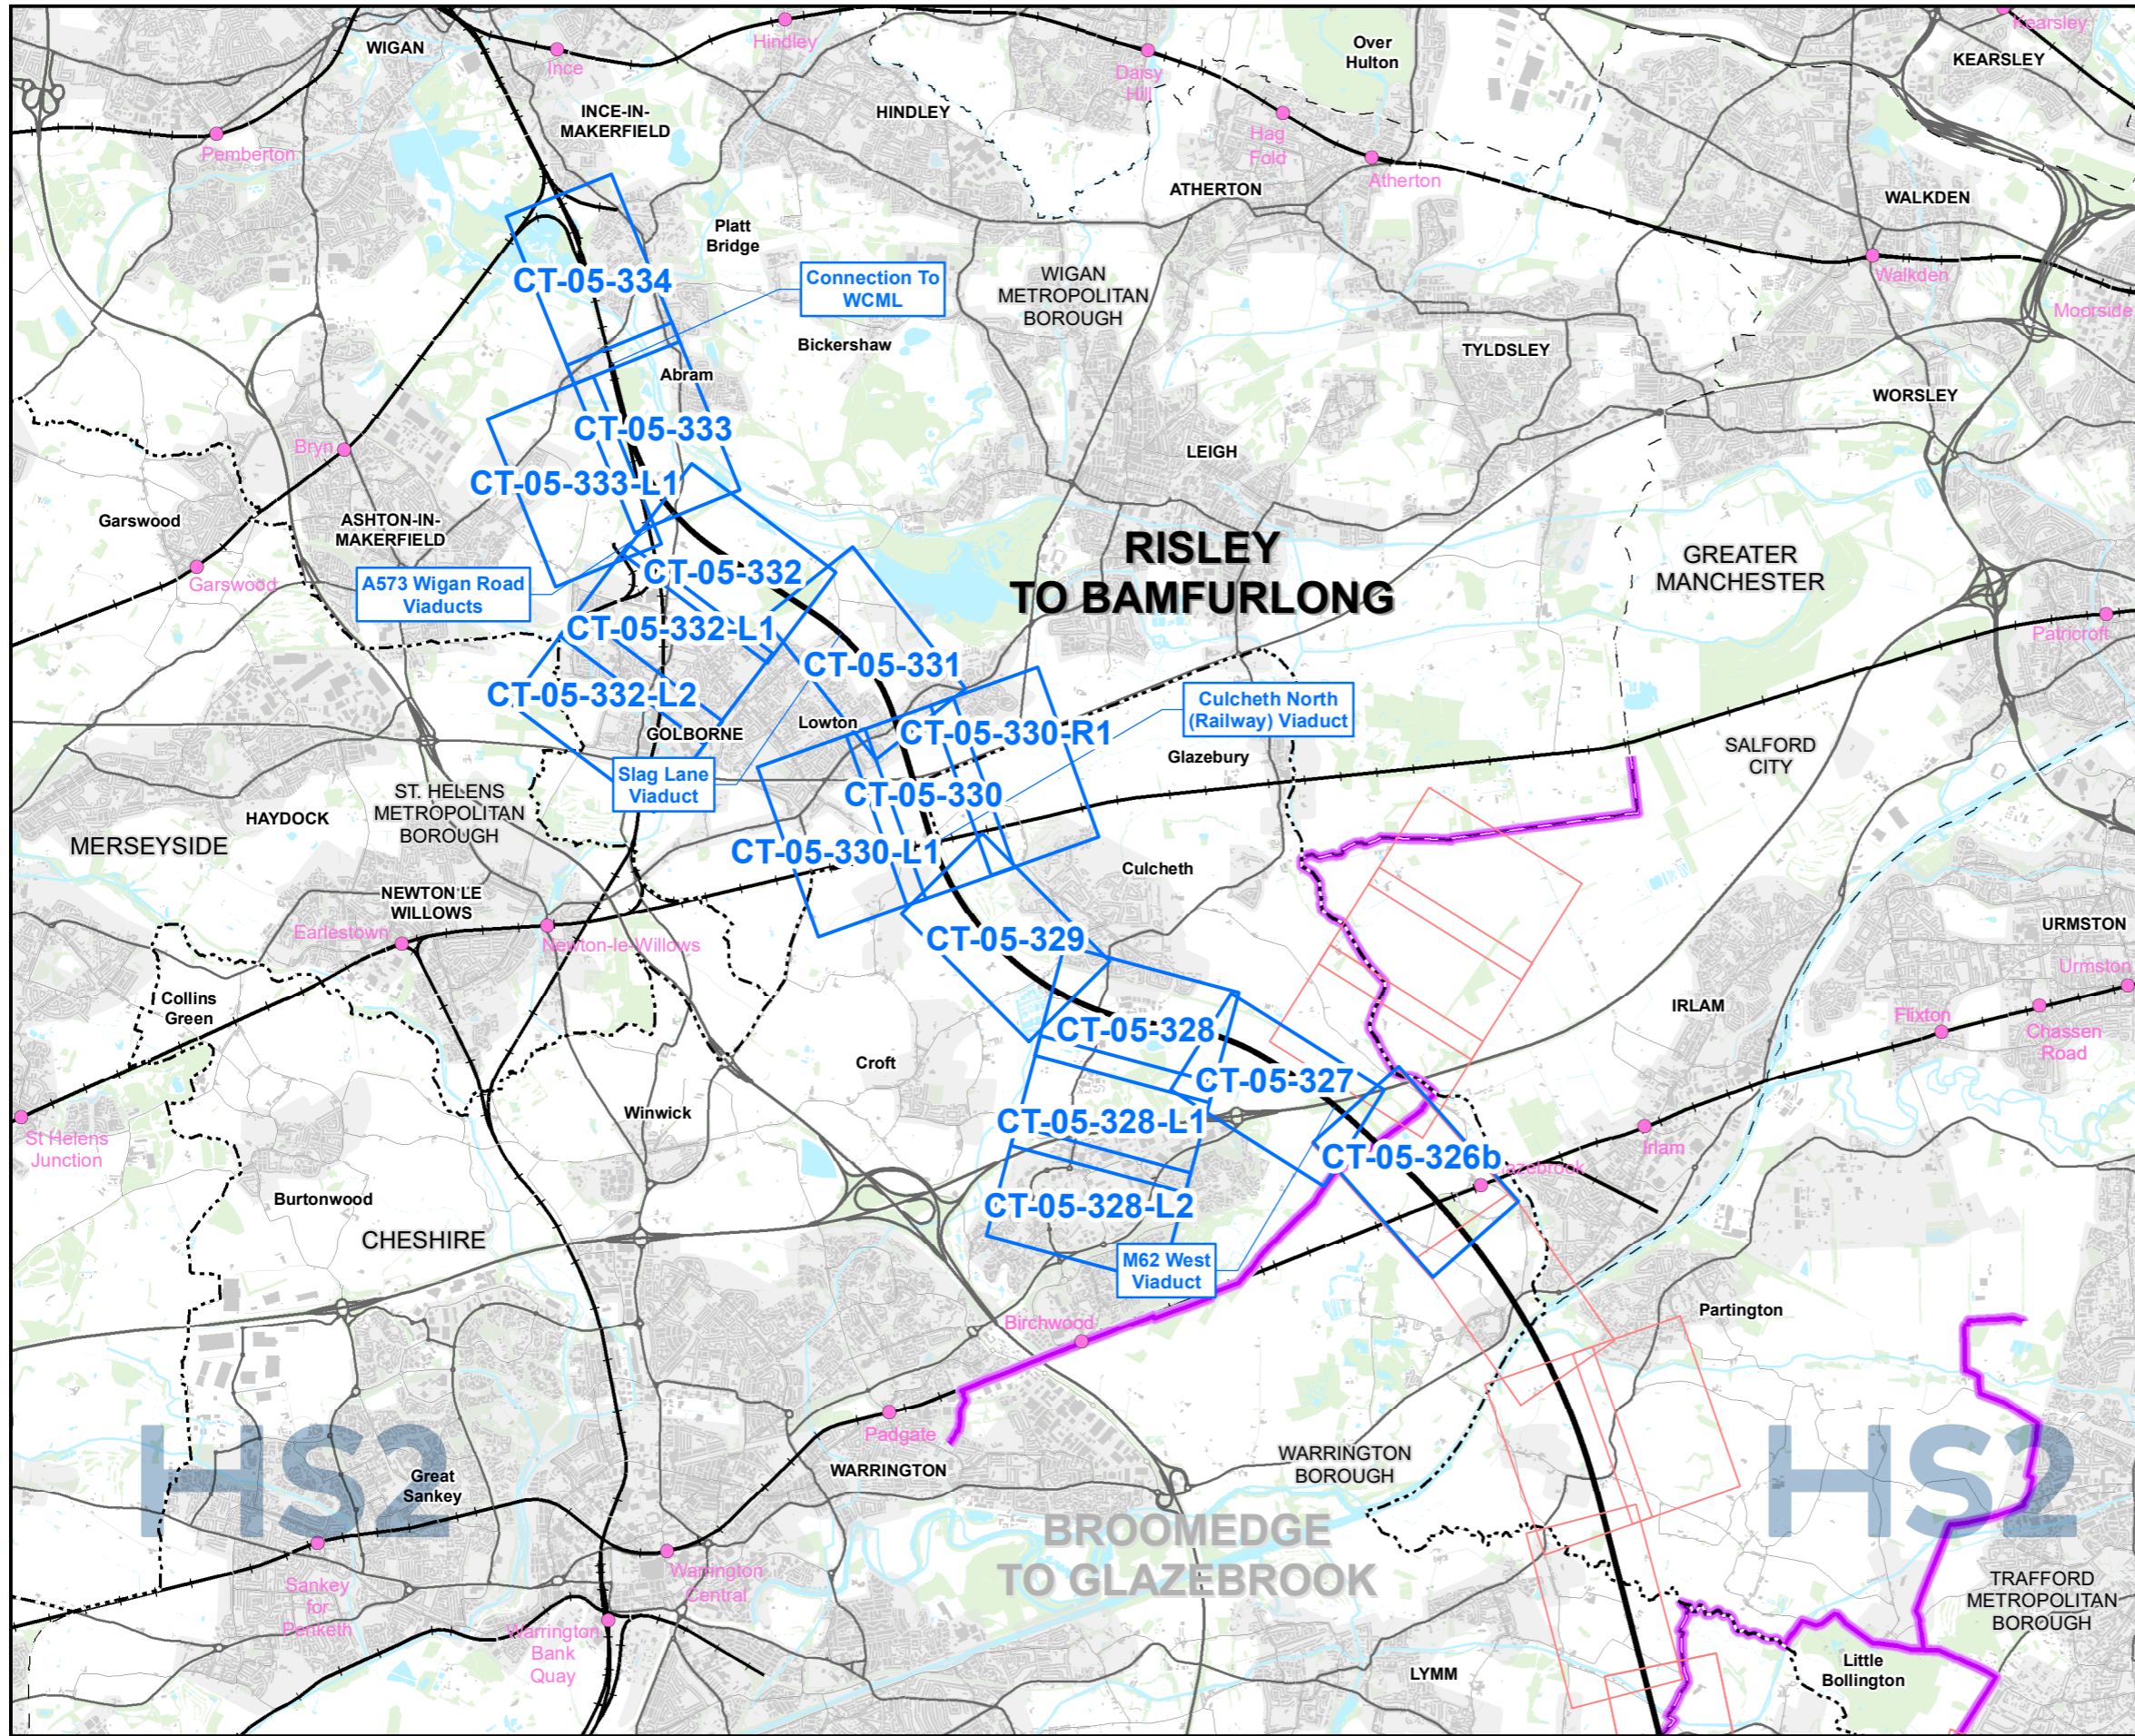 WIGAN
Ince
Hindley
Daisy
Hill
Over
Hulton
Kearsley
KEARSLEY
INCE-IN-
MAKERFIELD
HINDLEY
Pemberton
Hag
Fold
Atherton
ATHERTON
WALKDEN
Platt
Bridge
CT-05-334
Connection To
WCML
WIGAN
METROPOLITAN
BOROUGH
Walkden
Moorside
Bickershaw
TYLDSLEY
Abram
WORSLEY
CT-05-333
Bryn
LEIGH
CT-05-333-L1
Garswood
ASHTON-IN-
MAKERFIELD
RISLEY
TO BAMFURLONG
GREATER
MANCHESTER
Garswood
A573 Wigan Road
Viaducts
CT-05-332
CT-05-332-L1
Patricroft
CT-05-331
CT-05-332-L2
Culcheth North
(Railway) Viaduct
Lowton
GOLBORNE
CT-05-330-R1
Glazebury
SALFORD
CITY
Slag Lane
Viaduct
CT-05-330
ST. HELENS
METROPOLITAN
BOROUGH
HAYDOCK
MERSEYSIDE
CT-05-330-L1
Culcheth
NEWTON LE
WILLOWS
Earlestown
Newton-le-Willows
CT-05-329
URMSTON
Urmston
Collins
Green
IRLAM
Flixton
Chassen
Road
CT-05-328
Croft
CT-05-327
Winwick
CT-05-328-L1
St Helens
Junction
Irlam
CT-05-326b
azebrook
Burtonwood
CT-05-328-L2
CHESHIRE
M62 West
Viaduct
Partington
Birchwood
Padgate
WARRINGTON
WARRINGTON
BOROUGH
HS2
Great
Sankey
HS2
BROOMEDGE
TO GLAZEBROOK
Sankey
for
Penketh
Warrington
Central
TRAFFORD
METROPOLITAN
BOROUGH
Warrington
Bank
Quay
LYMM
Little
Bollington